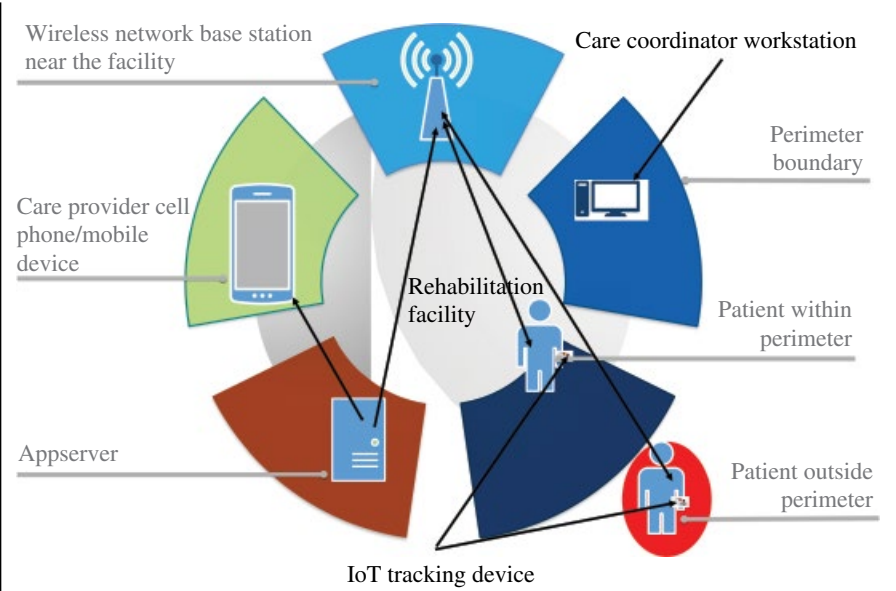 Wireless network base station
near the facility
Care coordinator workstation
Perimeter
boundary
Care provider cell
phone/mobile
device
Rehabilitation
facility
Patient within
perimeter
Appserver
Patient outside
perimeter
IoT tracking device